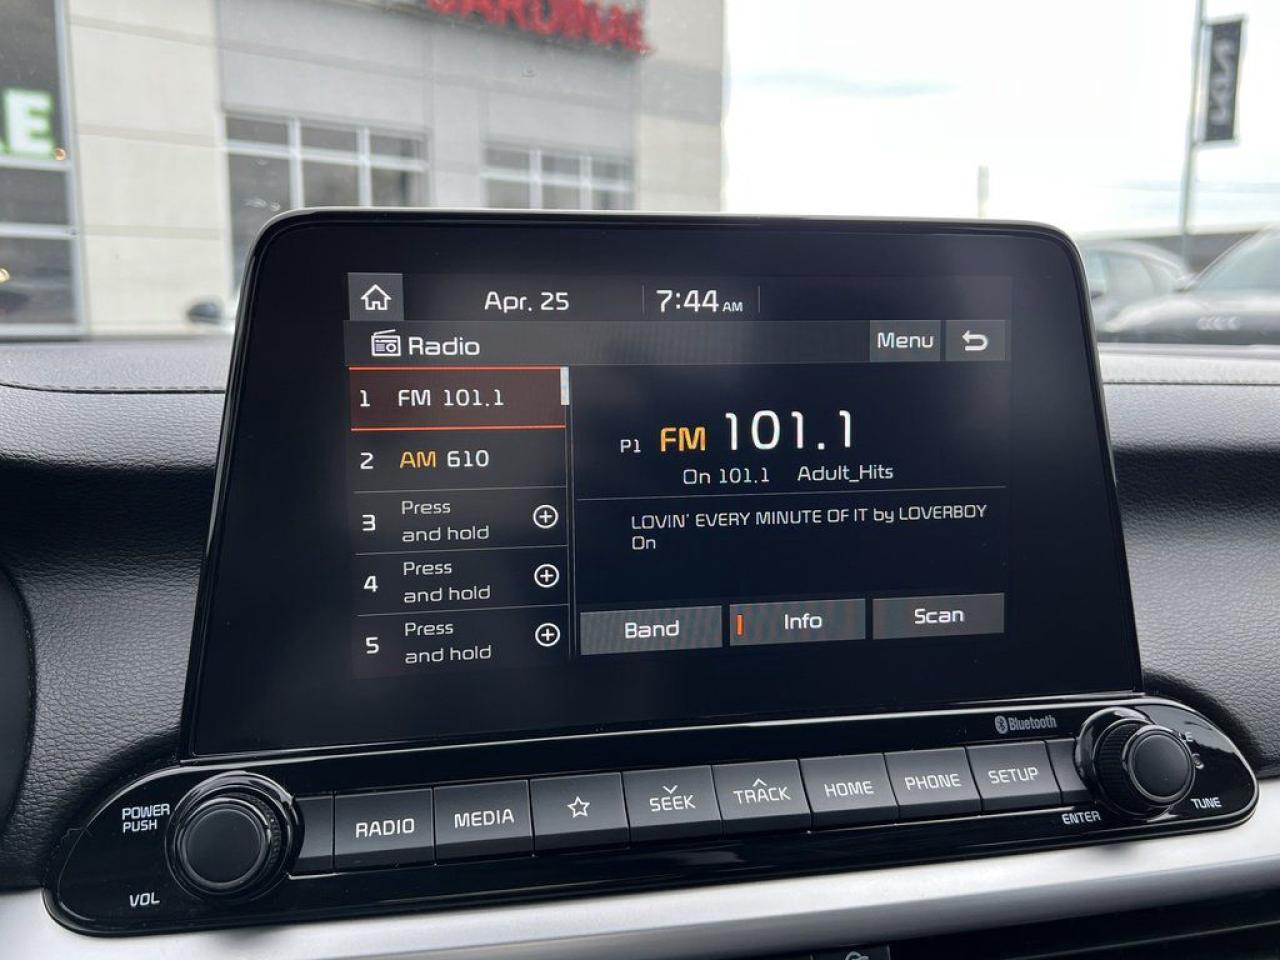 CARDINAL
KIA
Apr. 25
7:44 AM
Radio
Menu
1 FM 101.1
2 AM 610
3 Press
and hold
4 Press
and hold
5 Press
and hold
P1 FM 101.1
On 101.1 Adult_Hits
LOVIN' EVERY MINUTE OF IT by LOVERBOY
On
Band
Info
Scan
Bluetooth
POWER
PUSH
VOL
RADIO
MEDIA
SEEK
TRACK
HOME
PHONE
SETUP
ENTER
TUNE